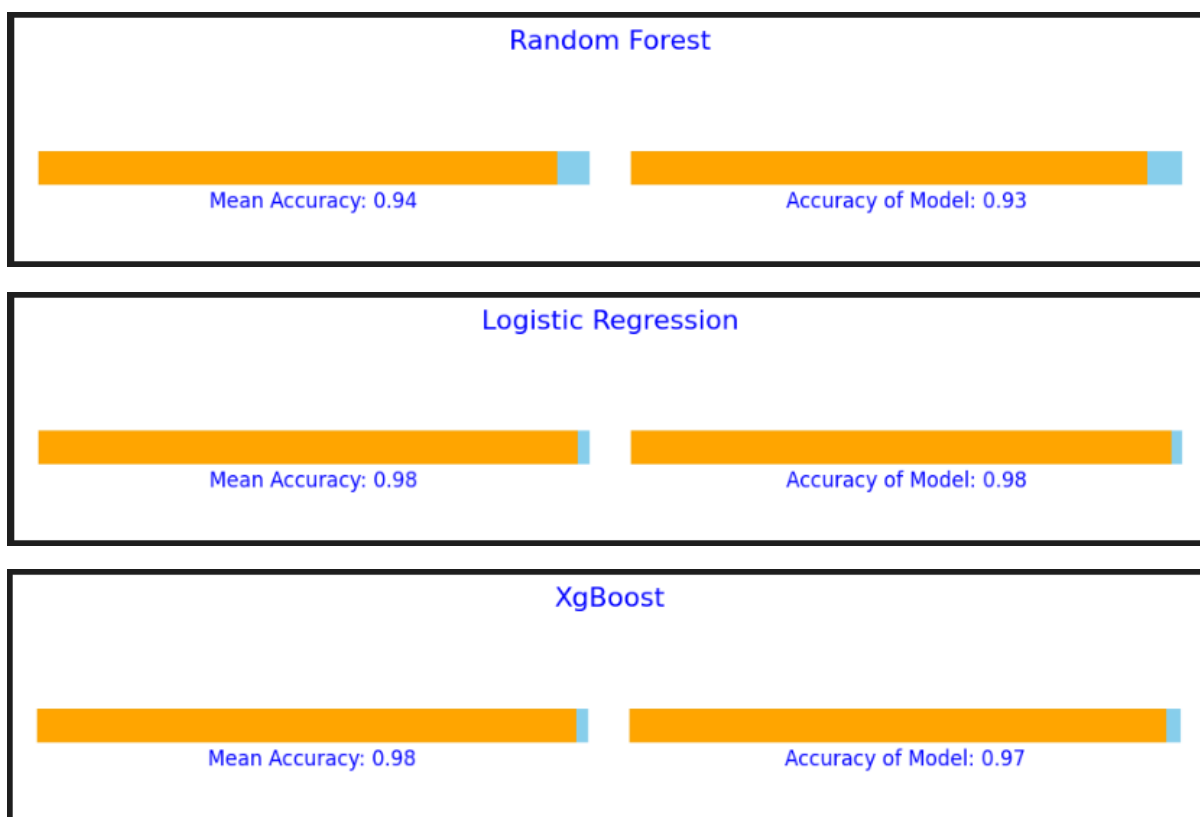 Random Forest
Mean Accuracy: 0.94
Accuracy of Model: 0.93
Logistic Regression
Mean Accuracy: 0.98
Accuracy of Model: 0.98
XgBoost
Mean Accuracy: 0.98
Accuracy of Model: 0.97